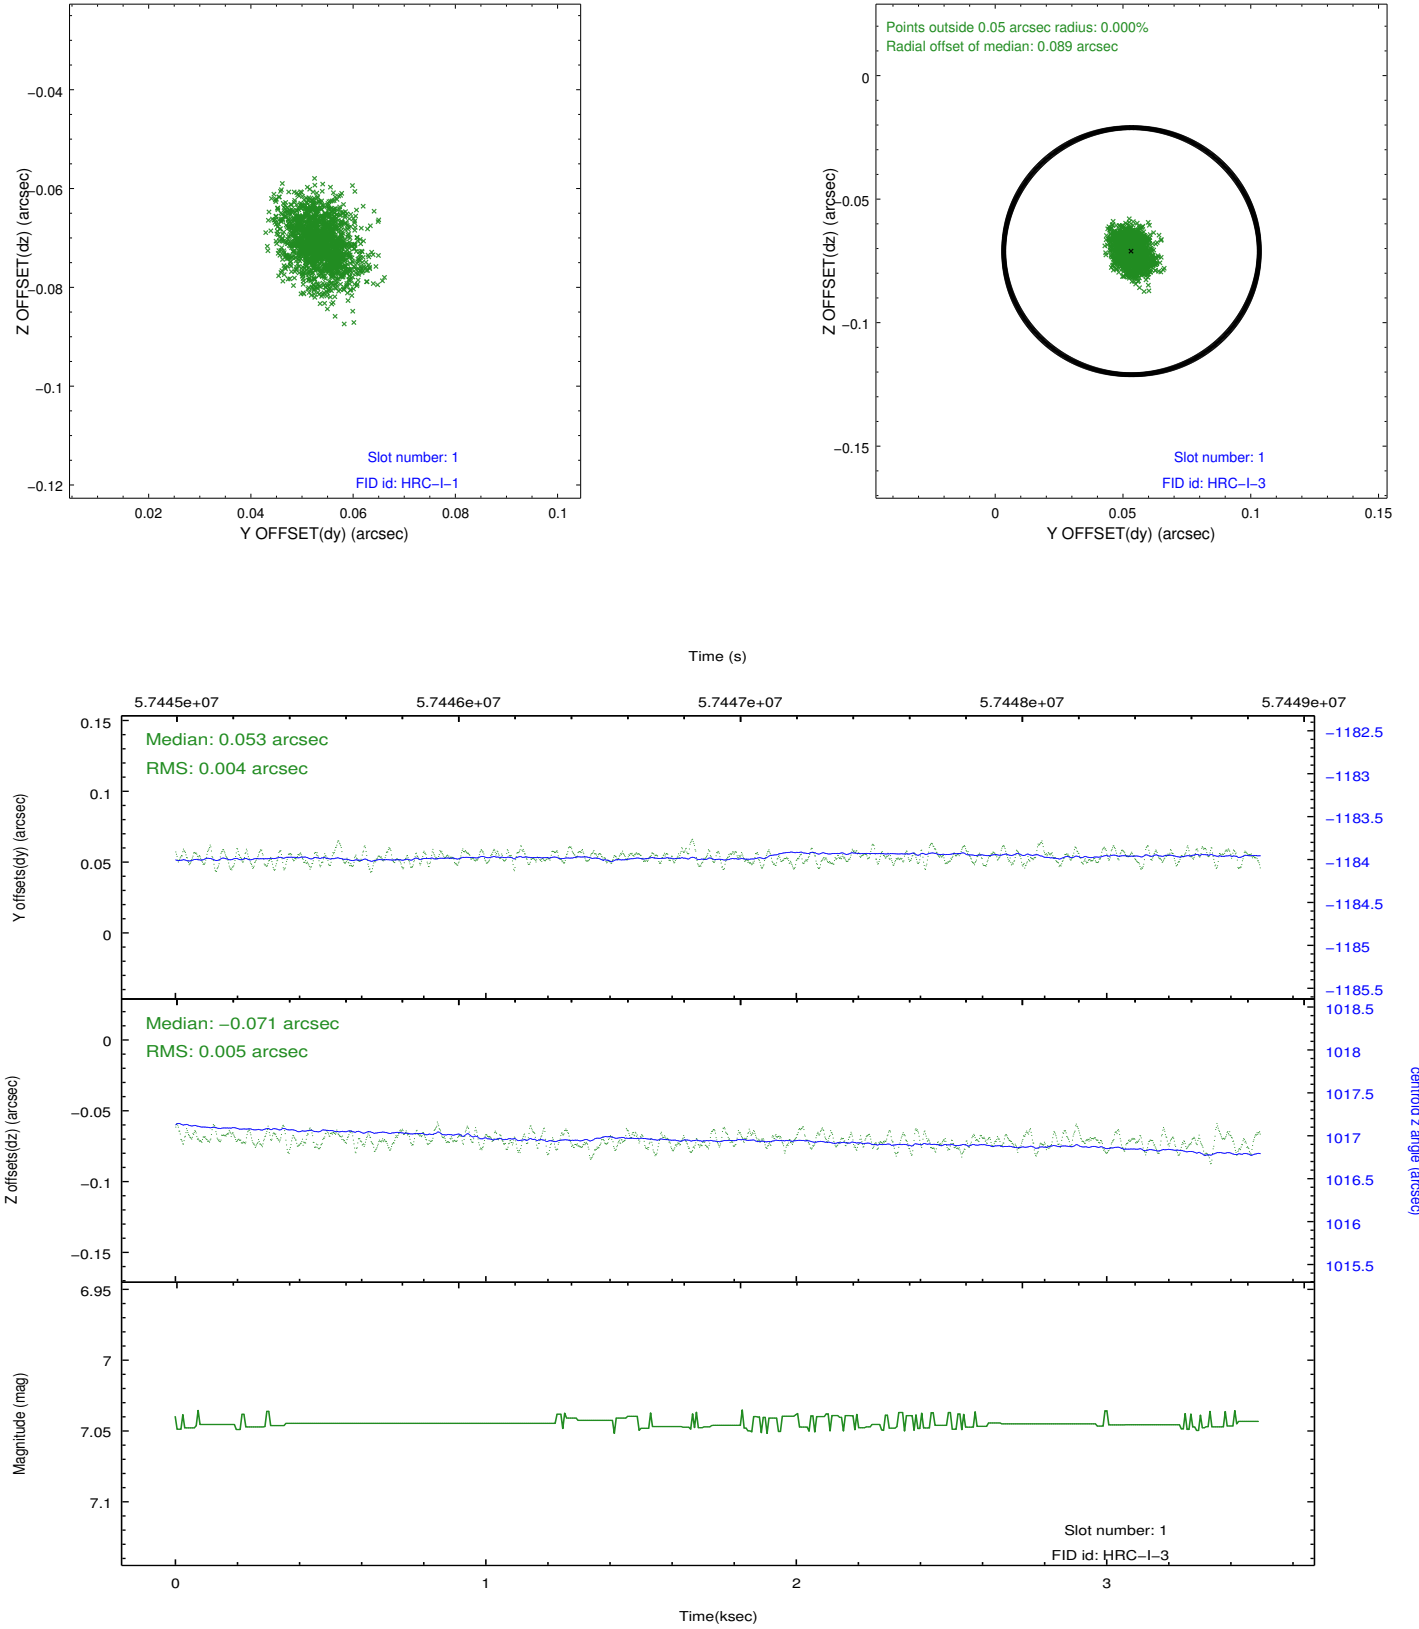 −0.04
−0.06
−0.08
−0.1
−0.12
Z OFFSET(dz) (arcsec)
Slot number: 1
FID id: HRC−I−1
0.02
0.04
0.06
0.08
0.1
Y OFFSET(dy) (arcsec)
Points outside 0.05 arcsec radius: 0.000%
Radial offset of median: 0.089 arcsec
0
−0.05
−0.1
−0.15
Z OFFSET(dz) (arcsec)
Slot number: 1
FID id: HRC−I−3
0
0.05
0.1
0.15
Y OFFSET(dy) (arcsec)
Time (s)
5.7445e+07
5.7446e+07
5.7447e+07
5.7448e+07
5.7449e+07
Median: 0.053 arcsec
RMS: 0.004 arcsec
0.15
0.1
0.05
0
Y offsets(dy) (arcsec)
−1182.5
−1183
−1183.5
−1184
−1184.5
−1185
−1185.5
Median: −0.071 arcsec
RMS: 0.005 arcsec
0
−0.05
−0.1
−0.15
Z offsets(dz) (arcsec)
1018.5
1018
1017.5
1017
1016.5
1016
1015.5
centroid z angle (arcsec)
6.95
7
7.05
7.1
Magnitude (mag)
Slot number: 1
FID id: HRC−I−3
0
1
2
3
Time(ksec)